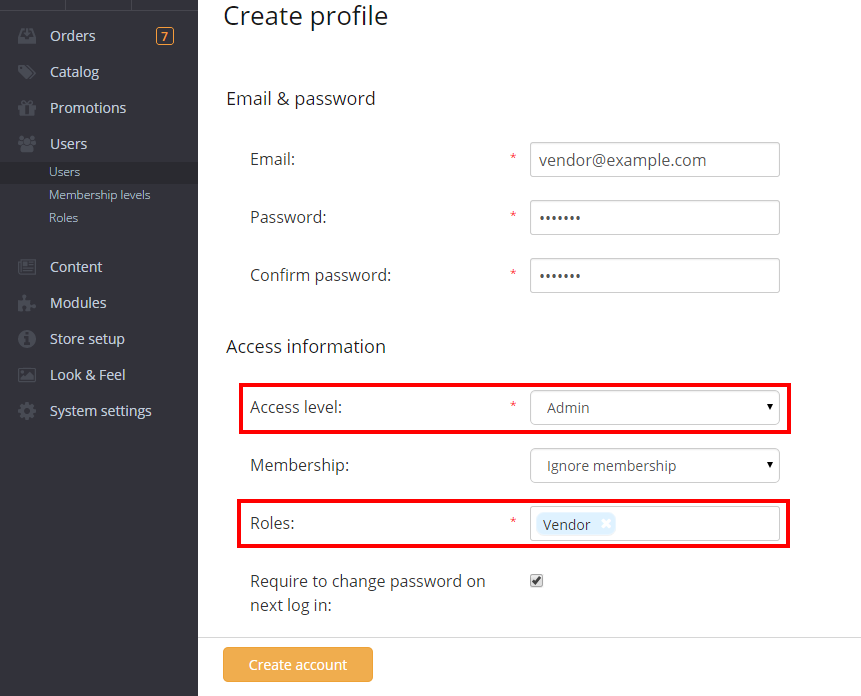 Create profile
Orders 7
Catalog
Promotions
Users
Users
Membership levels
Roles
Content
Modules
Store setup
Look & Feel
System settings
Email & password
Email: * vendor@example.com
Password: * •••••••
Confirm password: * •••••••
Access information
Access level: * Admin
Membership: Ignore membership
Roles: * Vendor
Require to change password on
next log in:
Create account